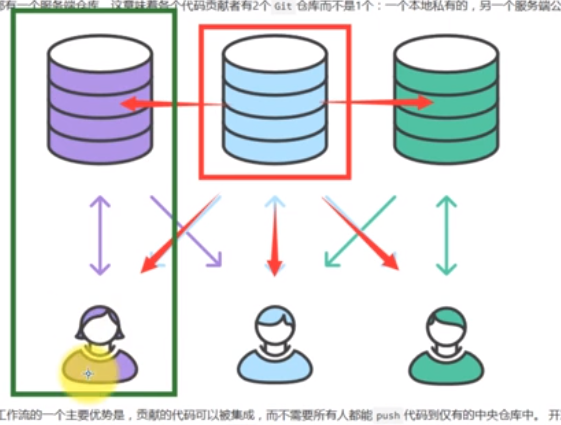 都有一个服务端仓库。这意味着各个代码贡献者有2个 Git 仓库而不是1个：一个本地私有的，另一个服务端公
工作流的一个主要优势是，贡献的代码可以被集成，而不需要所有人都能 push 代码到仅有的中央仓库中。 开